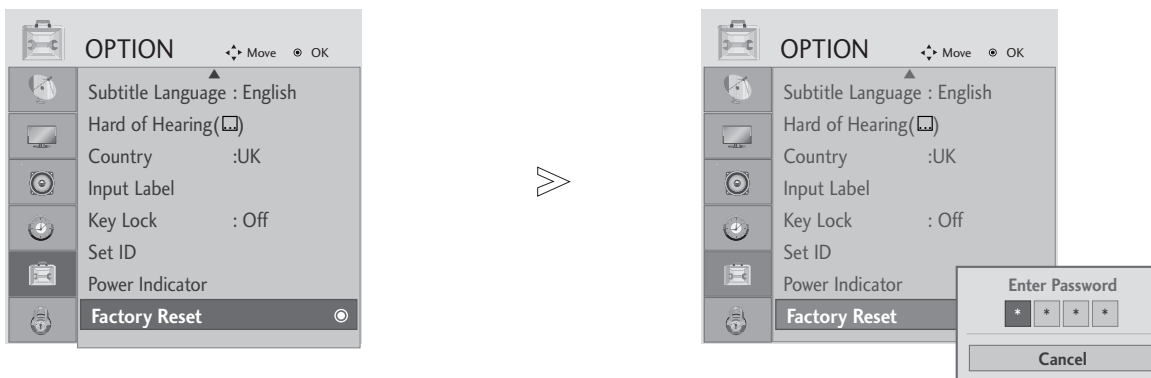 OPTION Move OK
Subtitle Language : English
Hard of Hearing( )
Country :UK
Input Label
Key Lock : Off
Set ID
Power Indicator
Factory Reset
OPTION Move OK
Subtitle Language : English
Hard of Hearing( )
Country :UK
Input Label
Key Lock : Off
Set ID
Power Indicator
Factory Reset
Enter Password
* * * *
Cancel